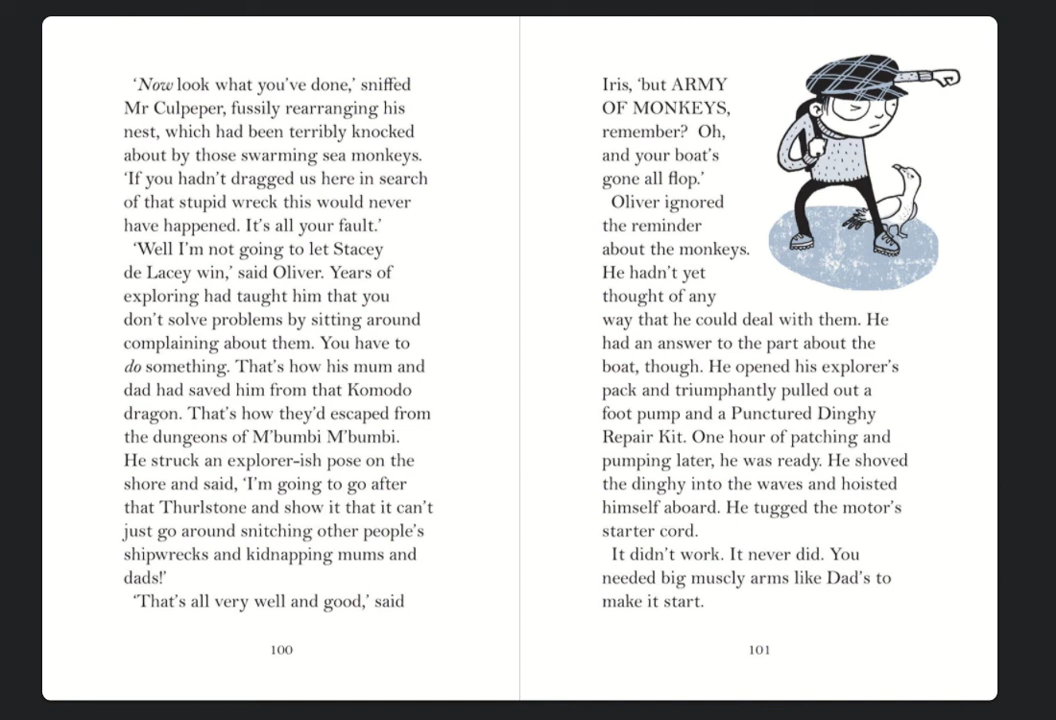 ‘Now look what you’ve done,’ sniffed
Mr Culpeper, fussily rearranging his
nest, which had been terribly knocked
about by those swarming sea monkeys.
‘If you hadn’t dragged us here in search
of that stupid wreck this would never
have happened. It’s all your fault.’
‘Well I’m not going to let Stacey
de Lacey win,’ said Oliver. Years of
exploring had taught him that you
don’t solve problems by sitting around
complaining about them. You have to
do something. That’s how his mum and
dad had saved him from that Komodo
dragon. That’s how they’d escaped from
the dungeons of M’bumbi M’bumbi.
He struck an explorer-ish pose on the
shore and said, ‘I’m going to go after
that Thurlstone and show it that it can’t
just go around snitching other people’s
shipwrecks and kidnapping mums and
dads!’
‘That’s all very well and good,’ said
100
Iris, ‘but ARMY
OF MONKEYS,
remember? Oh,
and your boat’s
gone all flop.’
Oliver ignored
the reminder
about the monkeys.
He hadn’t yet
thought of any
way that he could deal with them. He
had an answer to the part about the
boat, though. He opened his explorer’s
pack and triumphantly pulled out a
foot pump and a Punctured Dinghy
Repair Kit. One hour of patching and
pumping later, he was ready. He shoved
the dinghy into the waves and hoisted
himself aboard. He tugged the motor’s
starter cord.
It didn’t work. It never did. You
needed big muscly arms like Dad’s to
make it start.
101